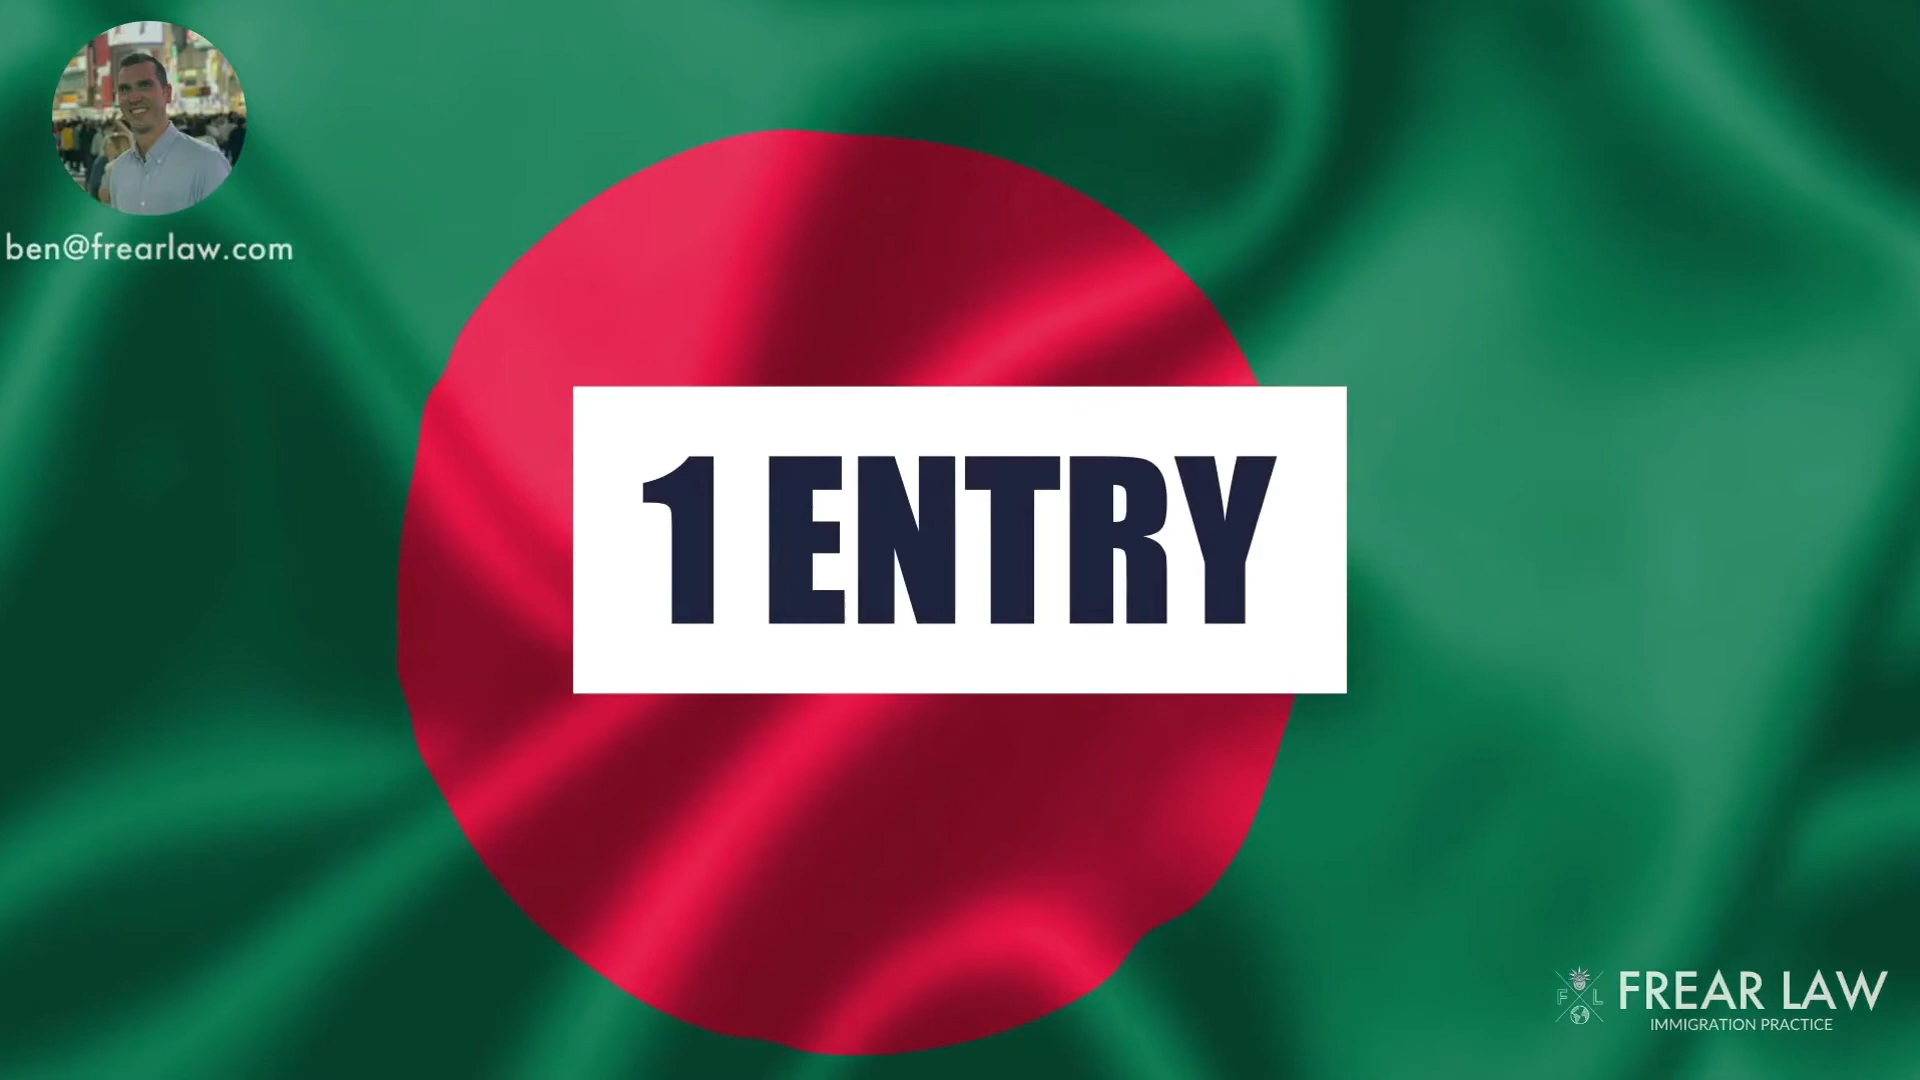 ben@frearlaw.com
1 ENTRY
F L
FREAR LAW
IMMIGRATION PRACTICE